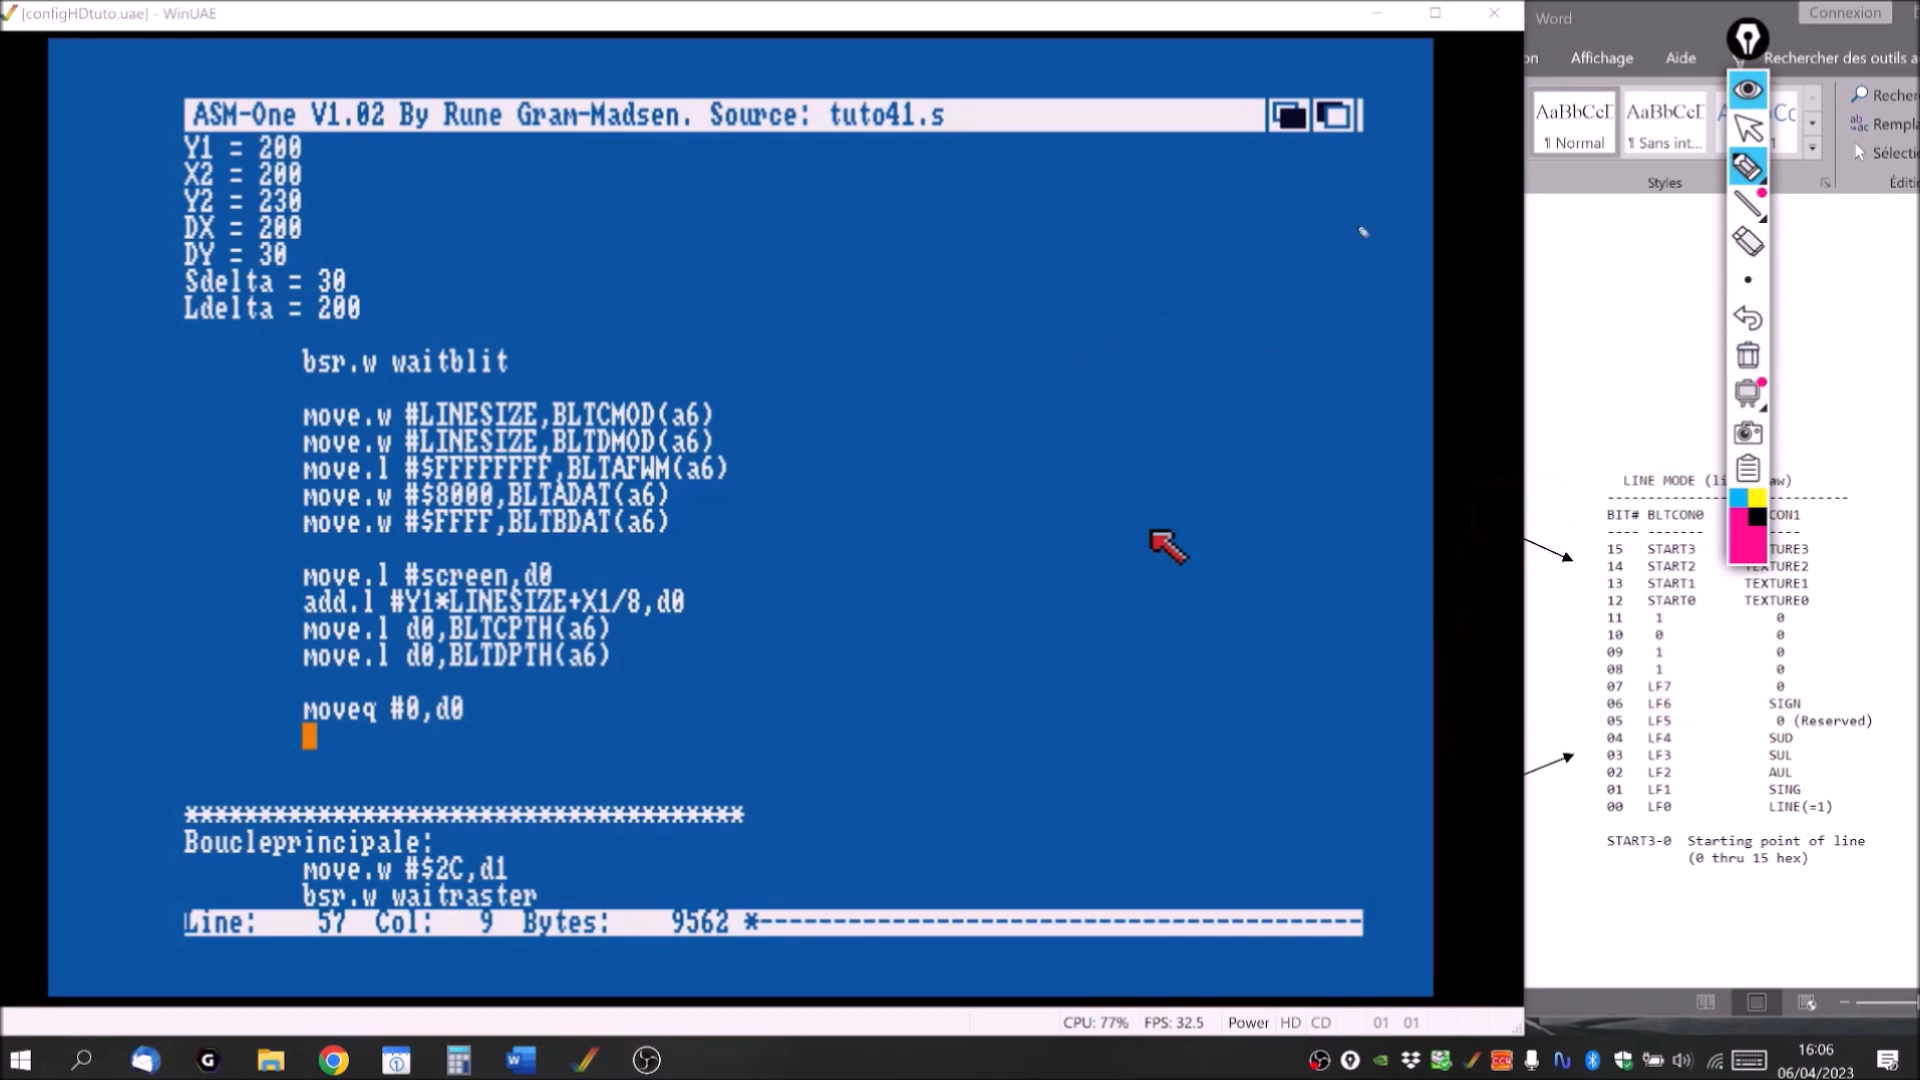 [configHDtuto.uae] - WinUAE
Word
Connexion
Affichage
Aide
Rechercher des outils a
ASM-One V1.02 By Rune Gram-Madsen. Source: tuto41.s
Y1 = 200
X2 = 200
Y2 = 230
DX = 200
DY = 30
Sdelta = 30
Ldelta = 200
bsr.w waitblit
move.w #LINESIZE,BLTCMOD(a6)
move.w #LINESIZE,BLTDMOD(a6)
move.l #$FFFFFFFF,BLTAFWM(a6)
move.w #$8000,BLTADAT(a6)
move.w #$FFFF,BLTBDAT(a6)
move.l #screen,d0
add.l #Y1*LINESIZE+X1/8,d0
move.l d0,BLTCPTH(a6)
move.l d0,BLTDPTH(a6)
moveq #0,d0
**************************************
Boucleprincipale:
move.w #$2C,d1
bsr.w waitraster
Line: 57 Col: 9 Bytes: 9562 *-----------------------------------------
AaBbCcD AaBbCcD
¶ Normal ¶ Sans int...
Recher
Rempla
Sélecti
Styles
Éditi
LINE MODE (li aw)
BIT# BLTCON0 CON1
15 START3 TURE3
14 START2 TEXTURE2
13 START1 TEXTURE1
12 START0 TEXTURE0
11 1 0
10 0 0
09 1 0
08 1 0
07 LF7 0
06 LF6 SIGN
05 LF5 0 (Reserved)
04 LF4 SUD
03 LF3 SUL
02 LF2 AUL
01 LF1 SING
00 LF0 LINE(=1)
START3-0 Starting point of line
(0 thru 15 hex)
CPU: 77% FPS: 32.5 Power HD CD 01 01
16:06
06/04/2023